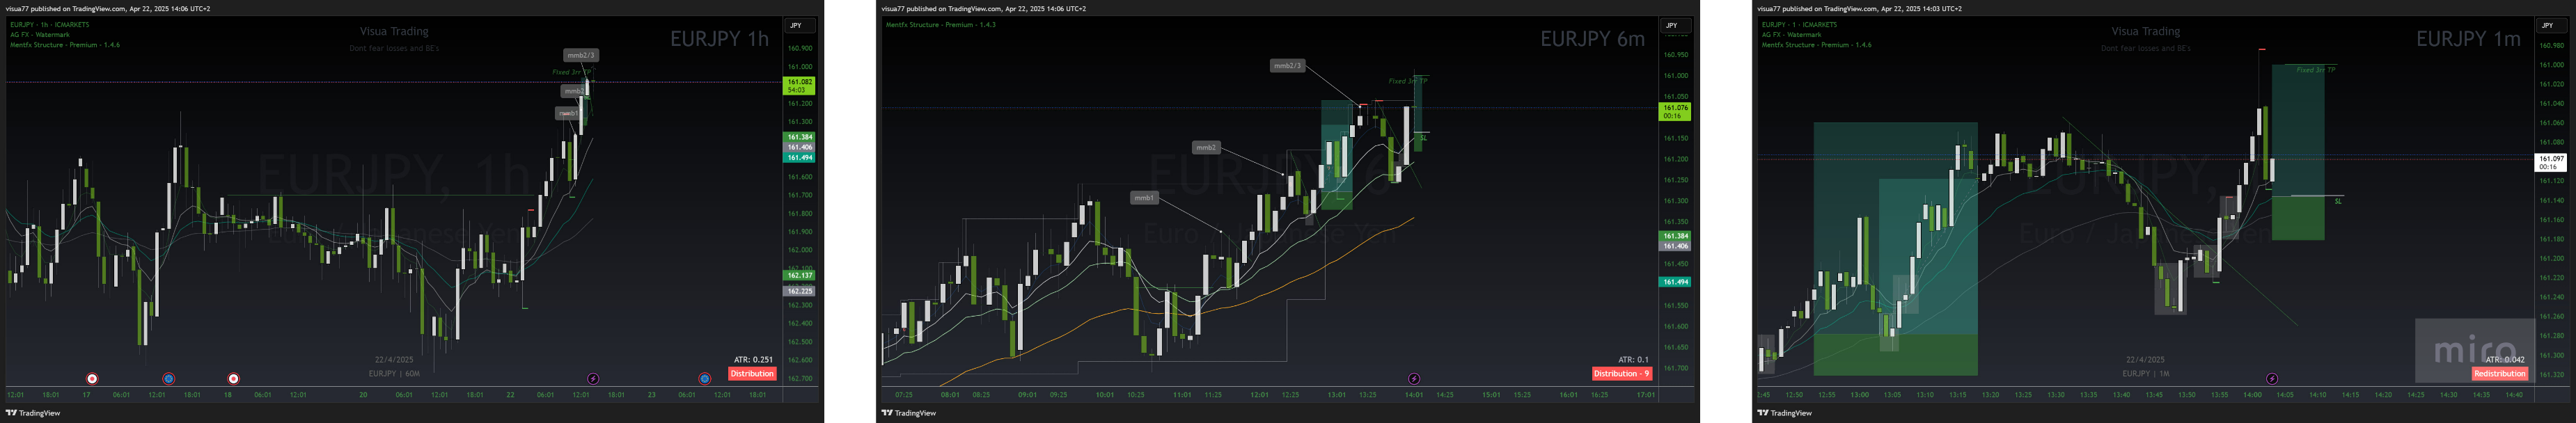 visua77 published on TradingView.com, Apr 22, 2025 14:06 UTC+2
EURJPY · 1h · ICMARKETS
AG FX - Watermark
Mentfx Structure - Premium - 1.4.6
Visua Trading
Dont fear losses and BE's
EURJPY 1h
JPY
mmb2/3
Fixed 3rr TP
mmb2
mmb1
EURJPY, 1h
160.900
161.000
161.082
54:03
161.200
161.300
161.384
161.406
161.494
161.700
161.800
161.900
162.000
162.137
162.225
162.300
162.400
162.500
162.600
162.700
22/4/2025
EURJPY | 60M
ATR: 0.251
Distribution
12:01 18:01 17 06:01 12:01 18:01 18 06:01 12:01 18:01 20 06:01 12:01 18:01 22 06:01 12:01 18:01 23 06:01 12:01 18:01
TradingView
visua77 published on TradingView.com, Apr 22, 2025 14:06 UTC+2
Mentfx Structure - Premium - 1.4.3
EURJPY 6m
JPY
mmb2/3
Fixed 3rr TP
mmb2
SL
mmb1
160.950
161.000
161.050
161.076
00:16
161.150
161.200
161.250
161.300
161.350
161.384
161.406
161.450
161.494
161.550
161.600
161.650
161.700
ATR: 0.1
Distribution - 9
07:25 08:01 08:25 09:01 09:25 10:01 10:25 11:01 11:25 12:01 12:25 13:01 13:25 14:01 14:25 15:01 15:25 16:01 16:25 17:01
TradingView
visua77 published on TradingView.com, Apr 22, 2025 14:03 UTC+2
EURJPY · 1 · ICMARKETS
AG FX - Watermark
Mentfx Structure - Premium - 1.4.6
Visua Trading
Dont fear losses and BE's
EURJPY 1m
JPY
Fixed 3rr TP
SL
160.980
161.000
161.020
161.040
161.060
161.080
161.097
00:16
161.120
161.140
161.160
161.180
161.200
161.220
161.240
161.260
161.280
161.300
161.320
miro
22/4/2025
EURJPY | 1M
ATR: 0.042
Redistribution
12:50 12:55 13:00 13:05 13:10 13:15 13:20 13:25 13:30 13:35 13:40 13:45 13:50 13:55 14:00 14:05 14:10 14:15 14:20 14:25 14:30 14:35 14:40
TradingView